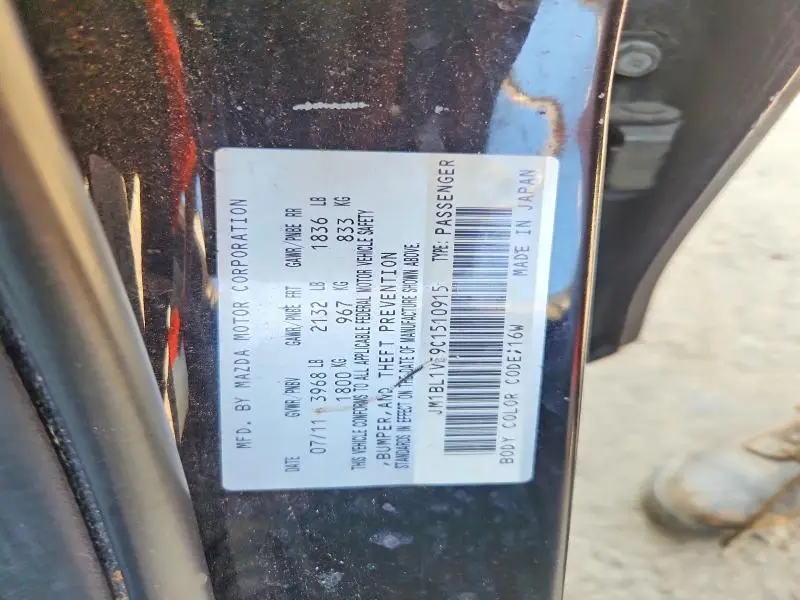 MFD. BY MAZDA MOTOR CORPORATION
DATE GVWR/PNBV GAWR/PNBE FRT GAWR/PNBE RR
07/11 3968 LB 2132 LB 1836 LB
1800 KG 967 KG 833 KG
THIS VEHICLE CONFORMS TO ALL APPLICABLE FEDERAL MOTOR VEHICLE SAFETY
,BUMPER,AND THEFT PREVENTION
STANDARDS IN EFFECT ON THE DATE OF MANUFACTURE SHOWN ABOVE.
TYPE: PASSENGER
BODY COLOR CODE;16W MADE IN JAPAN